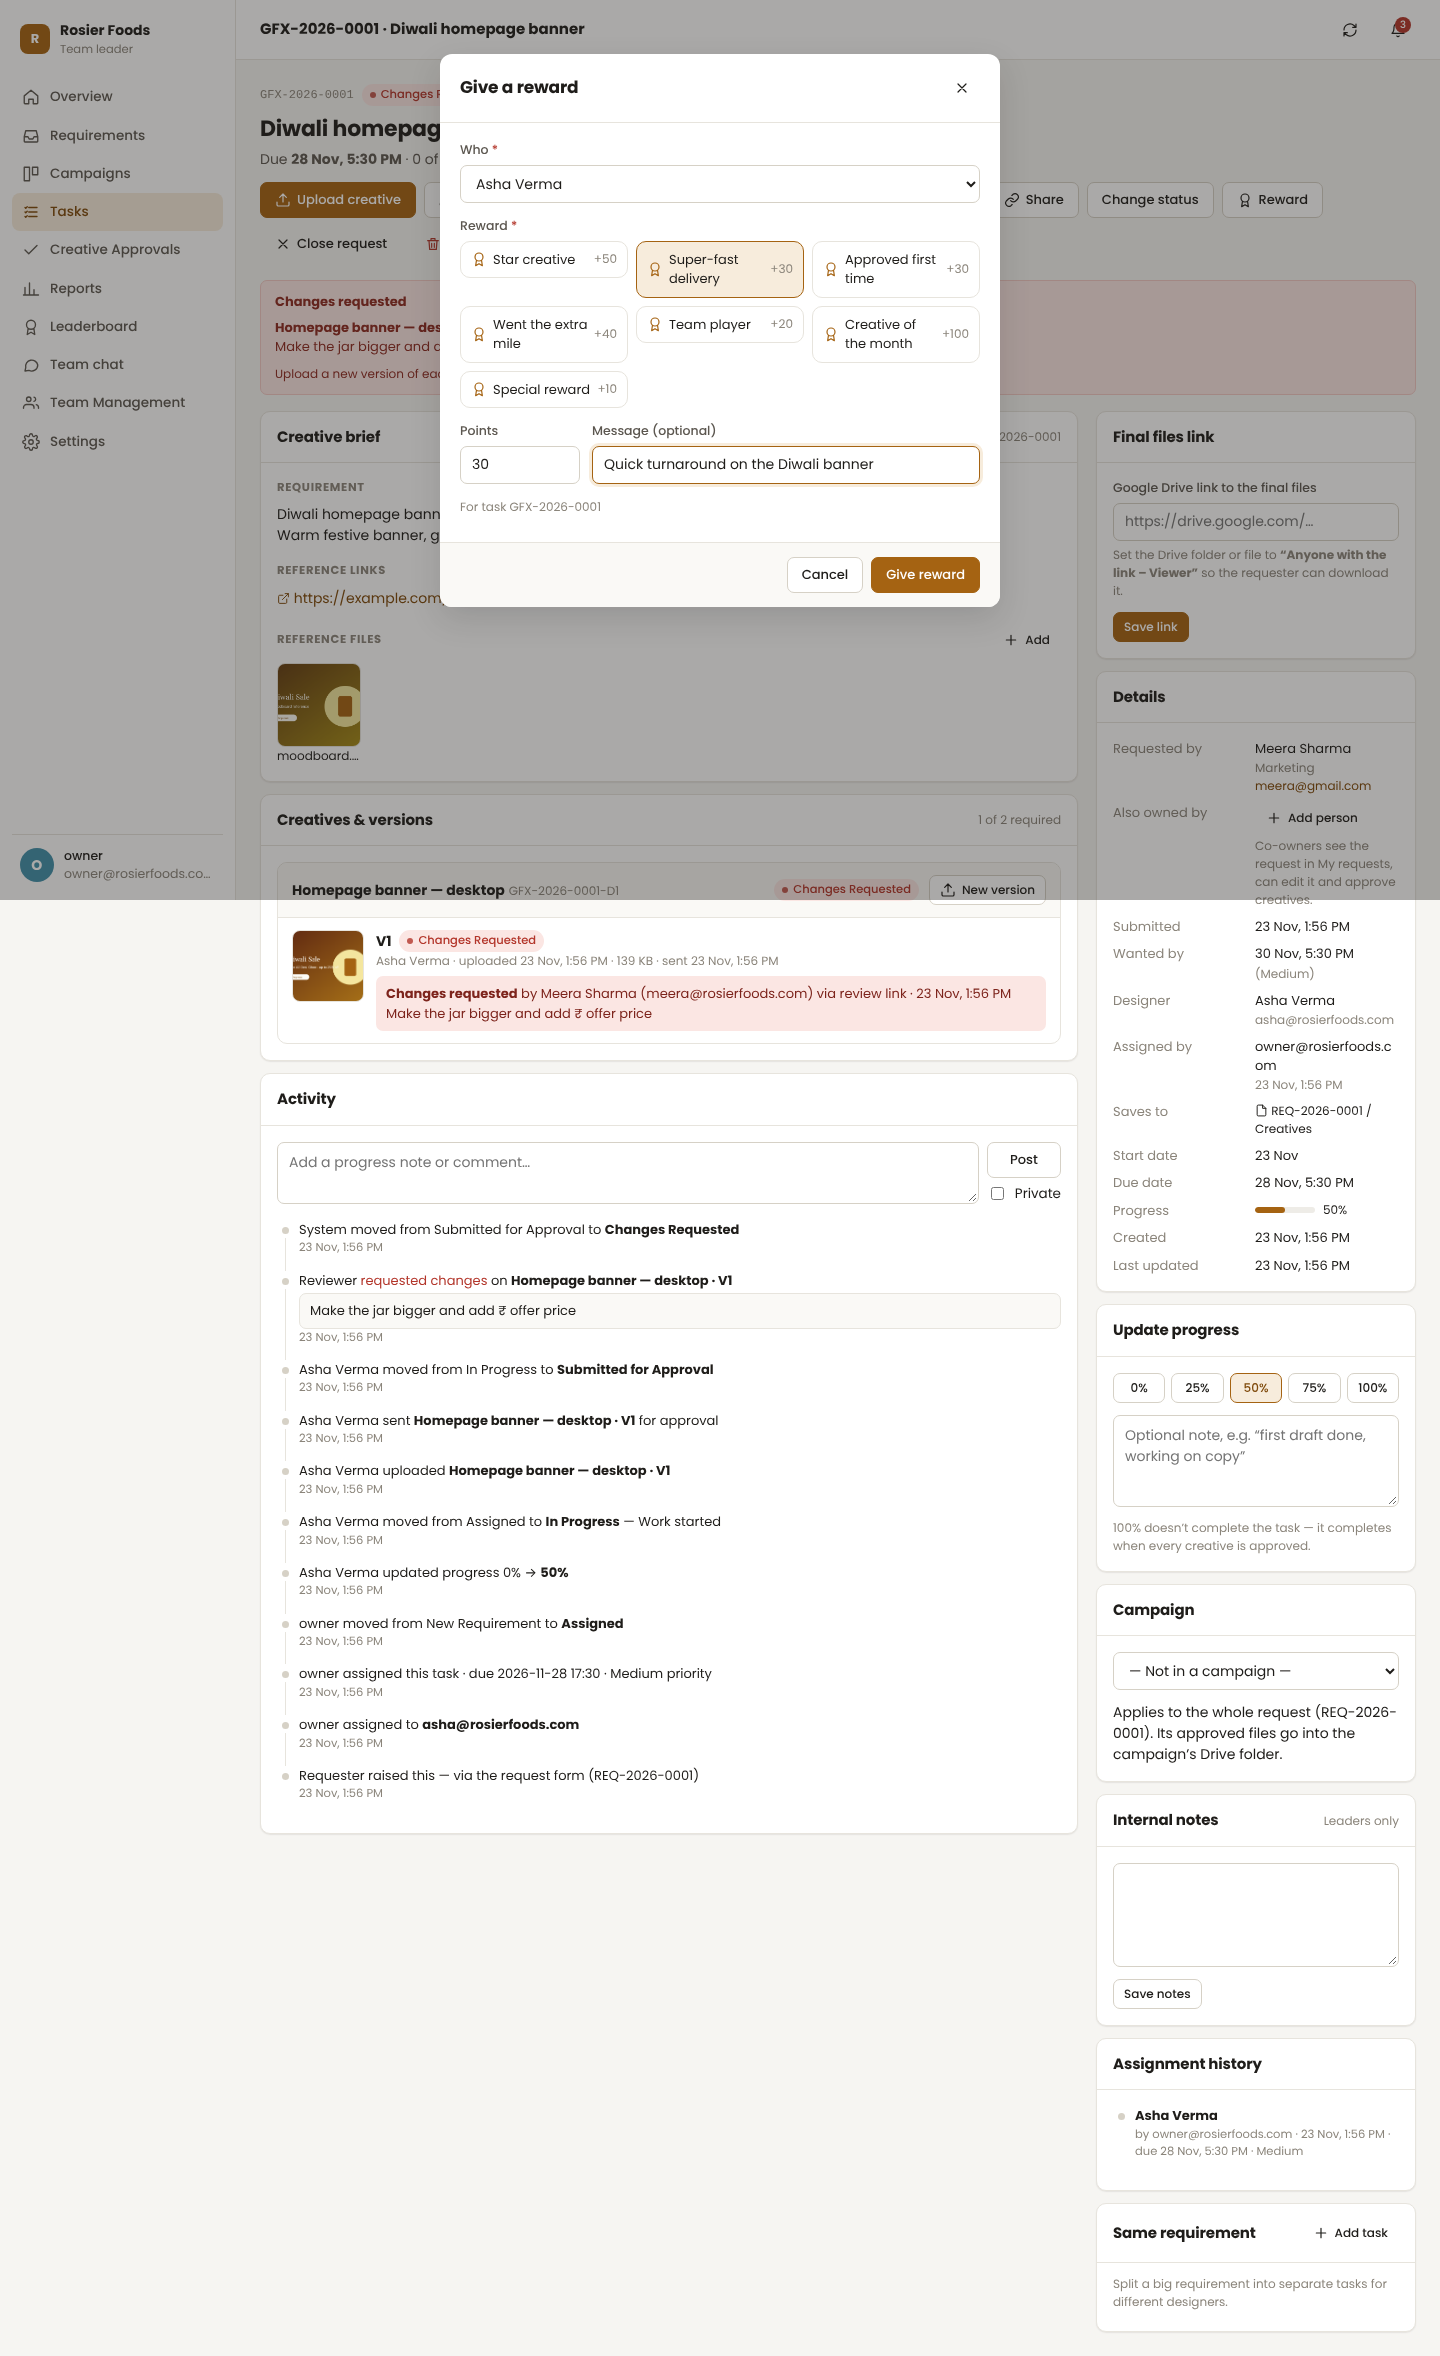 R
Rosier Foods
Team leader
Overview
Requirements
Campaigns
Tasks
Creative Approvals
Reports
Leaderboard
Team chat
Team Management
Settings
O
owner
owner@rosierfoods.co…
GFX-2026-0001 · Diwali homepage banner
3
GFX-2026-0001
Changes
Diwali homepag
Due 28 Nov, 5:30 PM · 0 of
Upload creative
Share
Change status
Reward
Close request
Changes requested
Homepage banner — des
Make the jar bigger and
Upload a new version of
Give a reward
Who *
Asha Verma
Reward *
Star creative +50
Super-fast delivery +30
Approved first time +30
Went the extra mile +40
Team player +20
Creative of the month +100
Special reward +10
Points
30
Message (optional)
Quick turnaround on the Diwali banner
For task GFX-2026-0001
Cancel
Give reward
Creative brief
2026-0001
REQUIREMENT
Diwali homepage bann
Warm festive banner, g
REFERENCE LINKS
https://example.com
REFERENCE FILES
Add
Diwali Sale
moodboard.…
Creatives & versions
1 of 2 required
Homepage banner — desktop GFX-2026-0001-D1
Changes Requested
New version
V1 Changes Requested
Asha Verma · uploaded 23 Nov, 1:56 PM · 139 KB · sent 23 Nov, 1:56 PM
Changes requested by Meera Sharma (meera@rosierfoods.com) via review link · 23 Nov, 1:56 PM
Make the jar bigger and add ₹ offer price
Activity
Add a progress note or comment…
Post
Private
System moved from Submitted for Approval to Changes Requested
23 Nov, 1:56 PM
Reviewer requested changes on Homepage banner — desktop · V1
Make the jar bigger and add ₹ offer price
23 Nov, 1:56 PM
Asha Verma moved from In Progress to Submitted for Approval
23 Nov, 1:56 PM
Asha Verma sent Homepage banner — desktop · V1 for approval
23 Nov, 1:56 PM
Asha Verma uploaded Homepage banner — desktop · V1
23 Nov, 1:56 PM
Asha Verma moved from Assigned to In Progress — Work started
23 Nov, 1:56 PM
Asha Verma updated progress 0% → 50%
23 Nov, 1:56 PM
owner moved from New Requirement to Assigned
23 Nov, 1:56 PM
owner assigned this task · due 2026-11-28 17:30 · Medium priority
23 Nov, 1:56 PM
owner assigned to asha@rosierfoods.com
23 Nov, 1:56 PM
Requester raised this — via the request form (REQ-2026-0001)
23 Nov, 1:56 PM
Final files link
Google Drive link to the final files
https://drive.google.com/…
Set the Drive folder or file to “Anyone with the
link – Viewer” so the requester can download
it.
Save link
Details
Requested by
Meera Sharma
Marketing
meera@gmail.com
Also owned by
Add person
Co-owners see the
request in My requests,
can edit it and approve
creatives.
Submitted 23 Nov, 1:56 PM
Wanted by 30 Nov, 5:30 PM
(Medium)
Designer Asha Verma
asha@rosierfoods.com
Assigned by owner@rosierfoods.c
om
23 Nov, 1:56 PM
Saves to REQ-2026-0001 /
Creatives
Start date 23 Nov
Due date 28 Nov, 5:30 PM
Progress 50%
Created 23 Nov, 1:56 PM
Last updated 23 Nov, 1:56 PM
Update progress
0% 25% 50% 75% 100%
Optional note, e.g. “first draft done,
working on copy”
100% doesn’t complete the task — it completes
when every creative is approved.
Campaign
— Not in a campaign —
Applies to the whole request (REQ-2026-
0001). Its approved files go into the
campaign’s Drive folder.
Internal notes
Leaders only
Save notes
Assignment history
Asha Verma
by owner@rosierfoods.com · 23 Nov, 1:56 PM ·
due 28 Nov, 5:30 PM · Medium
Same requirement
Add task
Split a big requirement into separate tasks for
different designers.